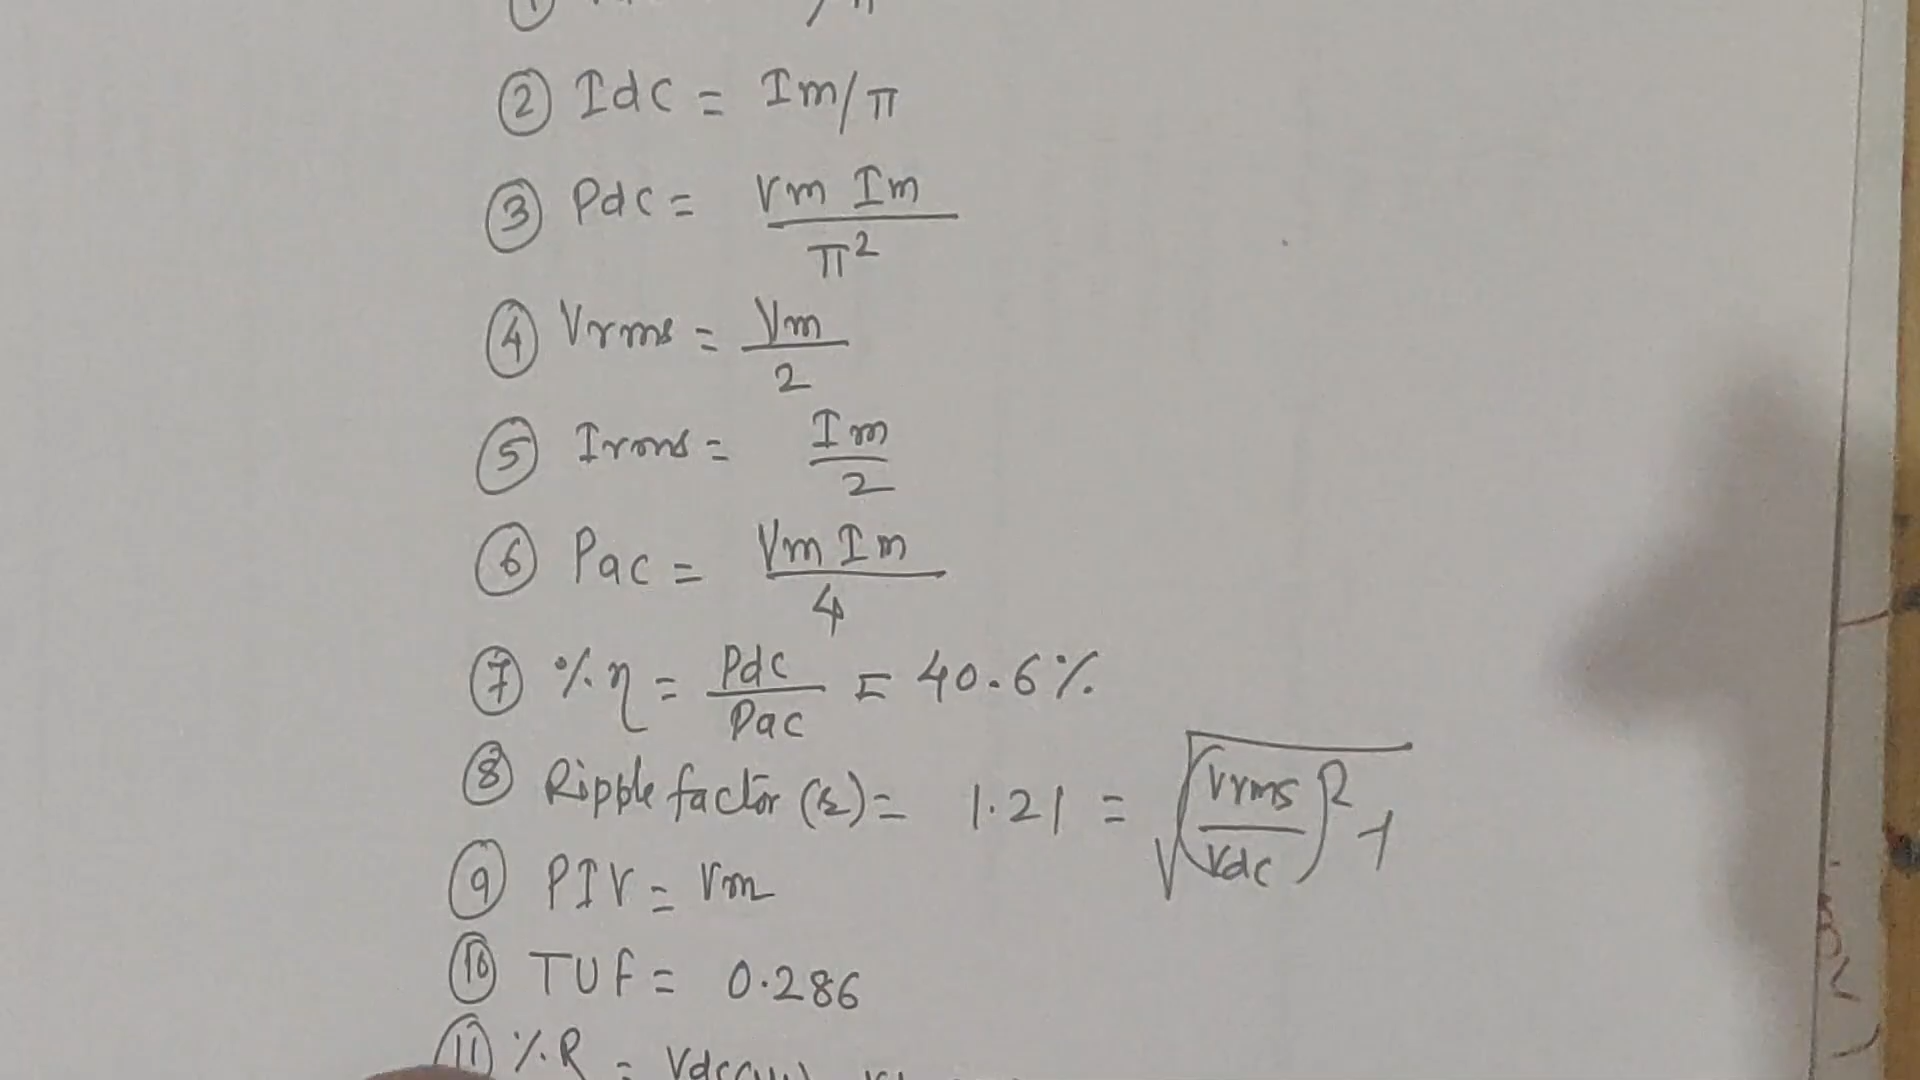 ② Idc = Im/π
③ Pdc = Vm Im / π²
④ Vrms = Vm / 2
⑤ Irms = Im / 2
⑥ Pac = Vm Im / 4
⑦ %η = Pdc / Pac = 40.6%
⑧ Ripple factor (r) = 1.21 = √((Vrms / Vdc)² - 1)
⑨ PIV = Vm
⑩ TUF = 0.286
⑪ %R =